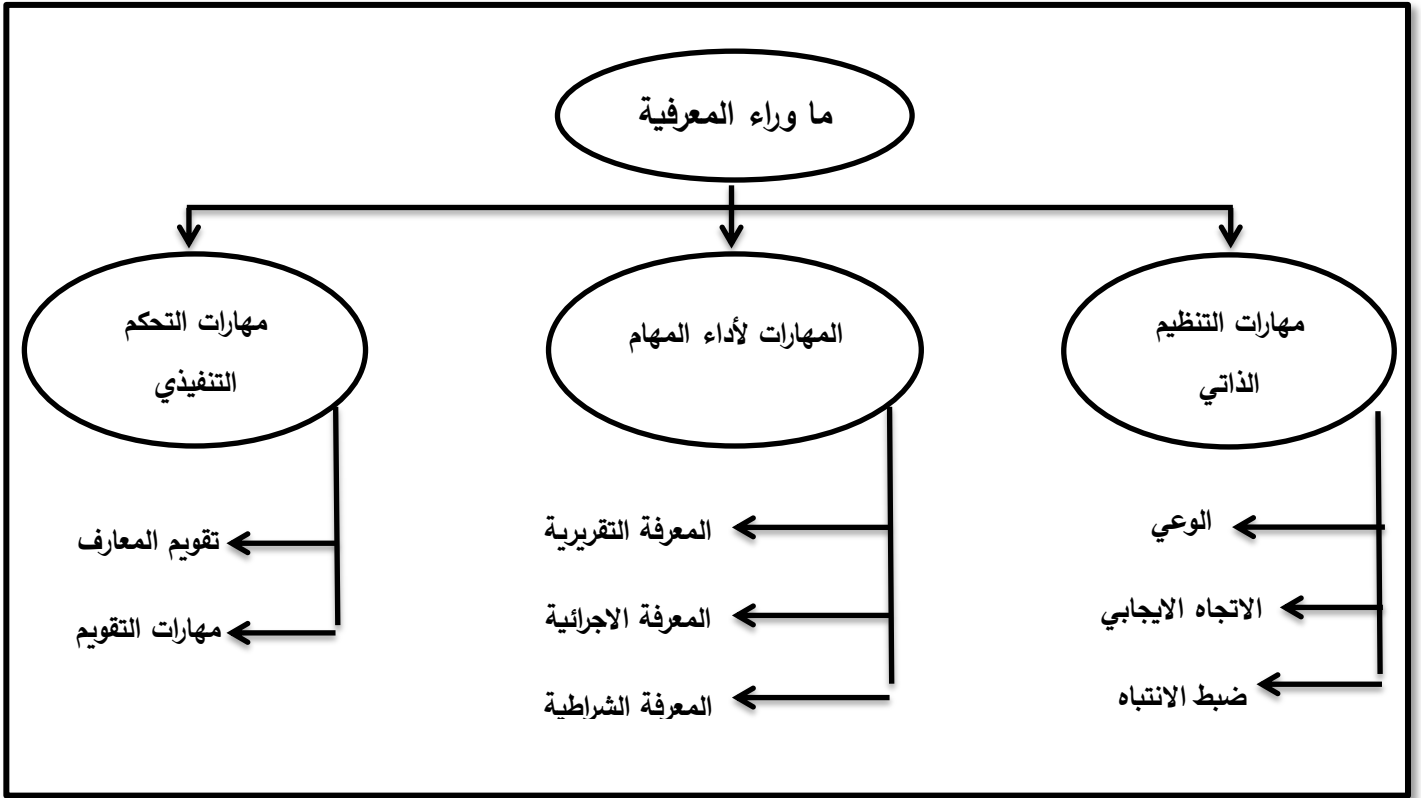 ما وراء المعرفية
مهارات التنظيم
الذاتي
المهارات لأداء المهام
مهارات التحكم
التنفيذي
الوعي
الاتجاه الايجابي
ضبط الانتباه
المعرفة التقريرية
المعرفة الاجرائية
المعرفة الشراطية
تقويم المعارف
مهارات التقويم